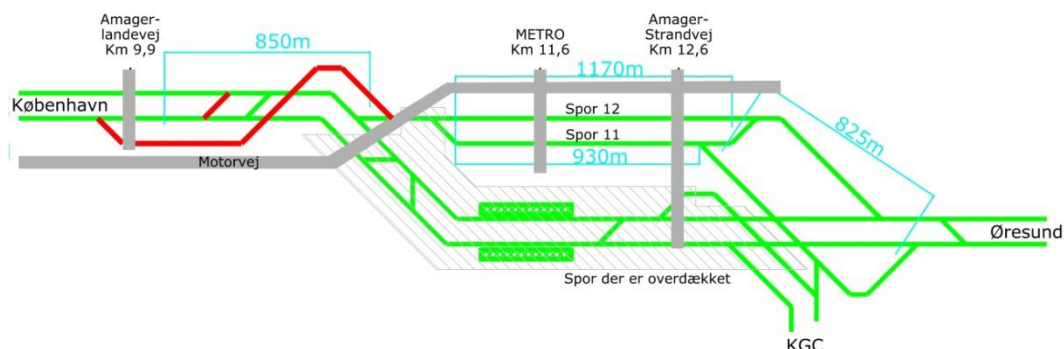 Amager-
landevej
Km 9,9
850m
METRO
Km 11,6
Amager-
Strandvej
Km 12,6
1170m
København
Spor 12
Spor 11
825m
Motorvej
930m
Øresund
Spor der er overdækket
KGC